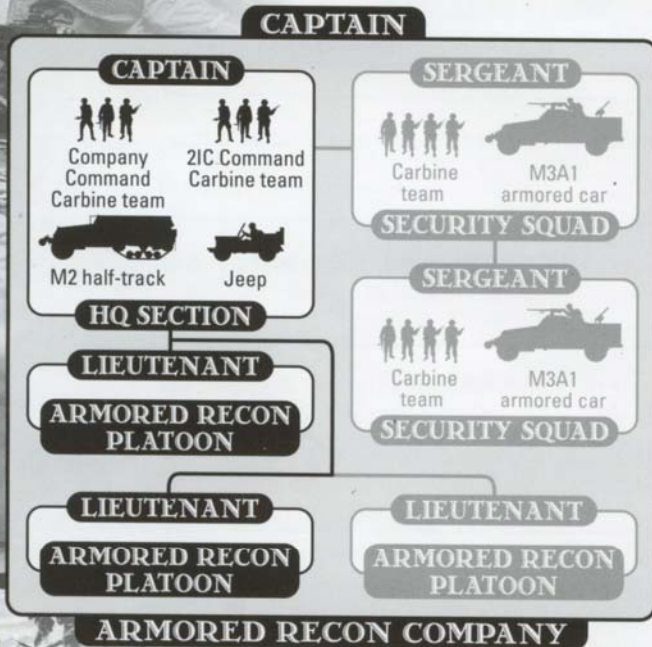 CAPTAIN
CAPTAIN
Company
Command
Carbine team
2IC Command
Carbine team
M2 half-track
Jeep
HQ SECTION
SERGEANT
Carbine
team
M3A1
armored car
SECURITY SQUAD
SERGEANT
Carbine
team
M3A1
armored car
SECURITY SQUAD
LIEUTENANT
ARMORED RECON
PLATOON
LIEUTENANT
ARMORED RECON
PLATOON
LIEUTENANT
ARMORED RECON
PLATOON
ARMORED RECON COMPANY